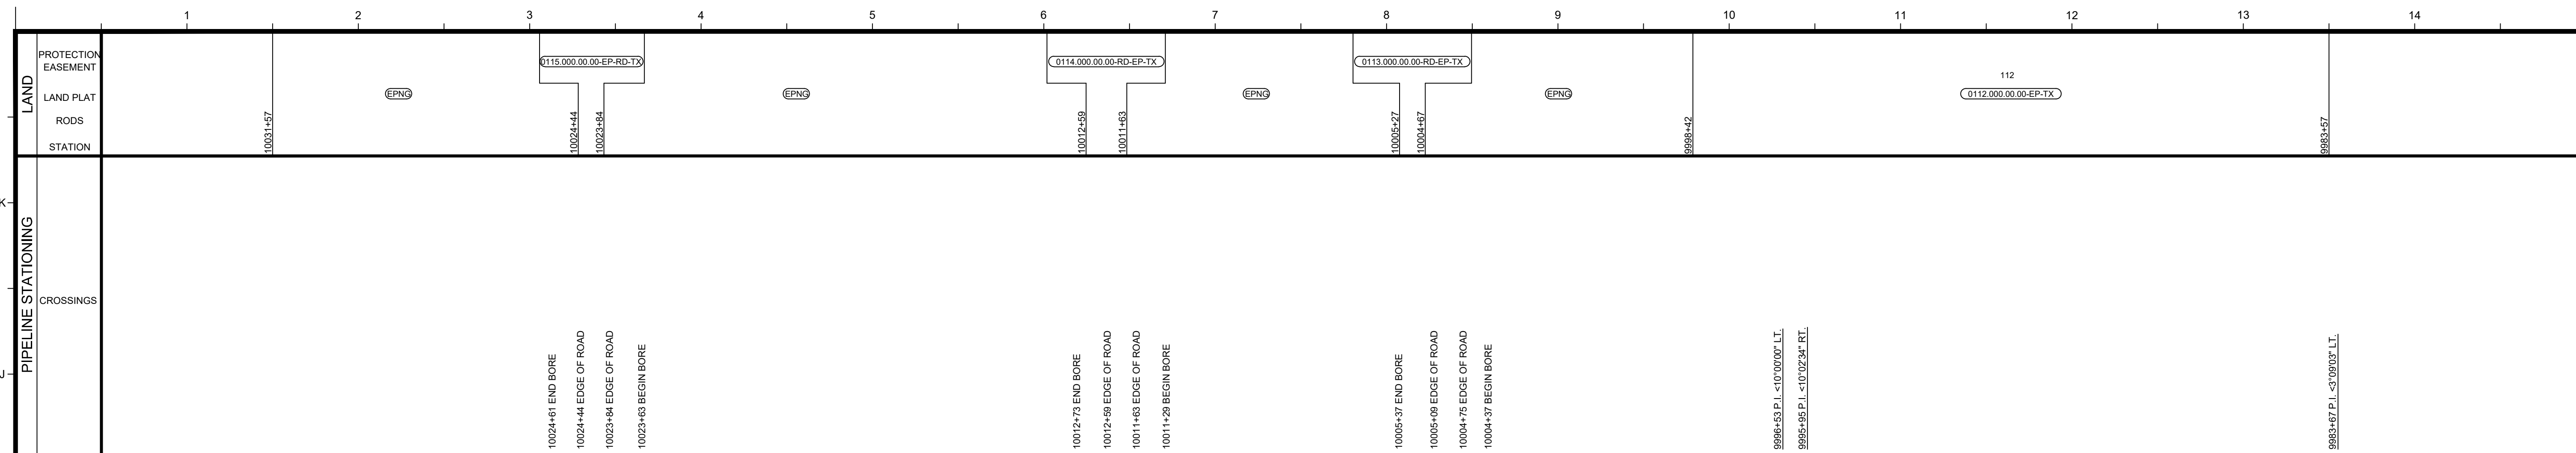 1 2 3 4 5 6 7 8 9 10 11 12 13 14
LAND
PROTECTION
EASEMENT
LAND PLAT
RODS
STATION
0115.000.00.00-EP-RD-TX
0114.000.00.00-RD-EP-TX
0113.000.00.00-RD-EP-TX
112
EPNG
EPNG
EPNG
EPNG
0112.000.00.00-EP-TX
10031+57
10024+44
10023+84
10012+59
10011+63
10005+27
10004+67
9998+42
9983+57
K
J
PIPELINE STATIONING
CROSSINGS
10024+61 END BORE
10024+44 EDGE OF ROAD
10023+84 EDGE OF ROAD
10023+63 BEGIN BORE
10012+73 END BORE
10012+59 EDGE OF ROAD
10011+63 EDGE OF ROAD
10011+29 BEGIN BORE
10005+37 END BORE
10005+09 EDGE OF ROAD
10004+75 EDGE OF ROAD
10004+37 BEGIN BORE
9996+53 P.I. <10°00'00" LT.
9995+95 P.I. <10°02'34" RT.
9983+67 P.I. <3°09'03" LT.